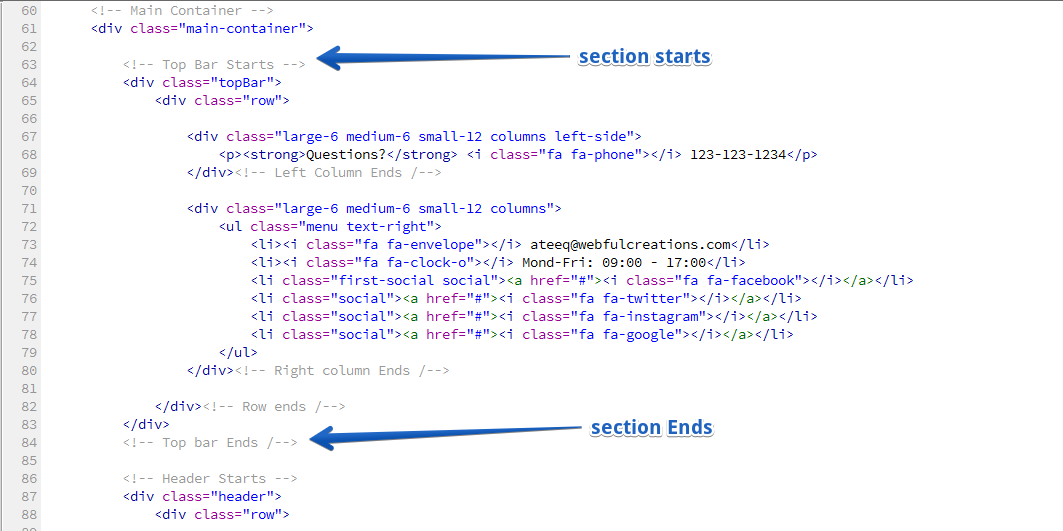 60 <!-- Main Container -->
61 <div class="main-container">
62
63 <!-- Top Bar Starts --> section starts
64 <div class="topBar">
65 <div class="row">
66
67 <div class="large-6 medium-6 small-12 columns left-side">
68 <p><strong>Questions?</strong> <i class="fa fa-phone"></i> 123-123-1234</p>
69 </div><!-- Left Column Ends /-->
70
71 <div class="large-6 medium-6 small-12 columns">
72 <ul class="menu text-right">
73 <li><i class="fa fa-envelope"></i> ateeq@webfulcreations.com</li>
74 <li><i class="fa fa-clock-o"></i> Mon-Fri: 09:00 - 17:00</li>
75 <li class="first-social social"><a href="#"><i class="fa fa-facebook"></i></a></li>
76 <li class="social"><a href="#"><i class="fa fa-twitter"></i></a></li>
77 <li class="social"><a href="#"><i class="fa fa-instagram"></i></a></li>
78 <li class="social"><a href="#"><i class="fa fa-google"></i></a></li>
79 </ul>
80 </div><!-- Right column Ends /-->
81
82 </div><!-- Row ends /-->
83 </div> section Ends
84 <!-- Top bar Ends /-->
85
86 <!-- Header Starts -->
87 <div class="header">
88 <div class="row">